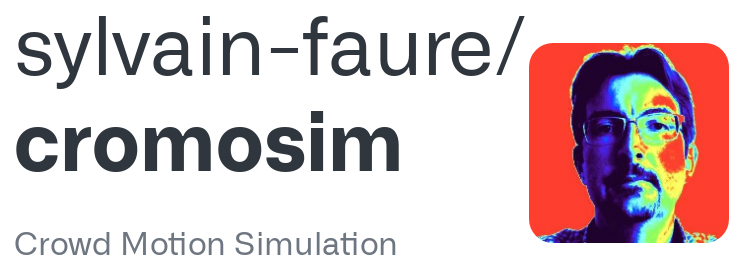 sylvain-faure/
cromosim
Crowd Motion Simulation